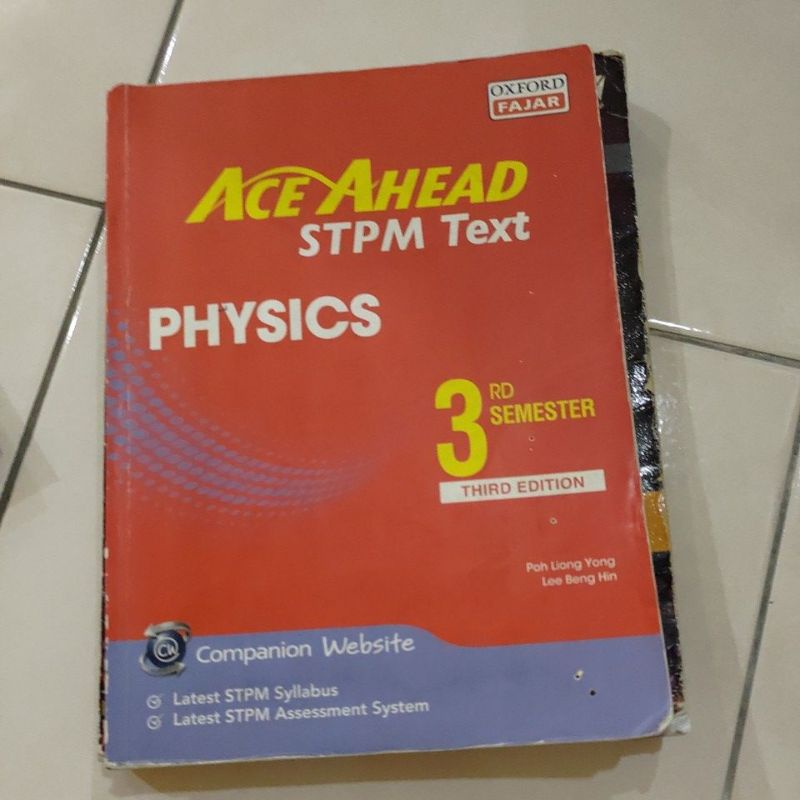 OXFORD
FAJAR
ACE AHEAD
STPM Text
PHYSICS
3RD
SEMESTER
THIRD EDITION
Poh Liong Yong
Lee Beng Hin
CW
Companion Website
Latest STPM Syllabus
Latest STPM Assessment System